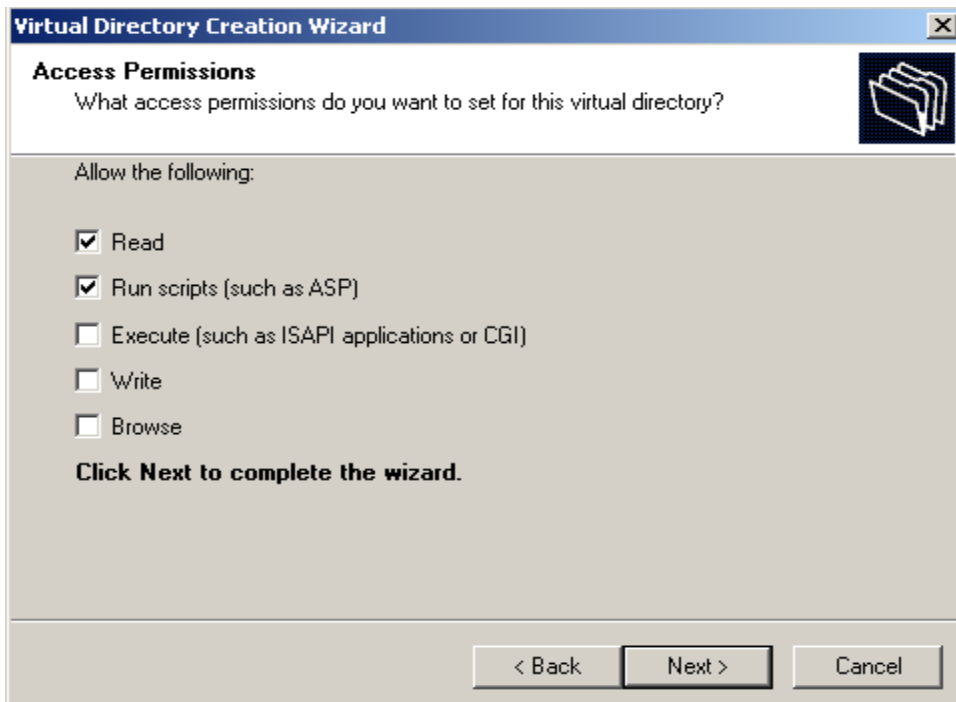 Virtual Directory Creation Wizard
Access Permissions
What access permissions do you want to set for this virtual directory?
Allow the following:
Read
Run scripts (such as ASP)
Execute (such as ISAPI applications or CGI)
Write
Browse
Click Next to complete the wizard.
< Back Next > Cancel